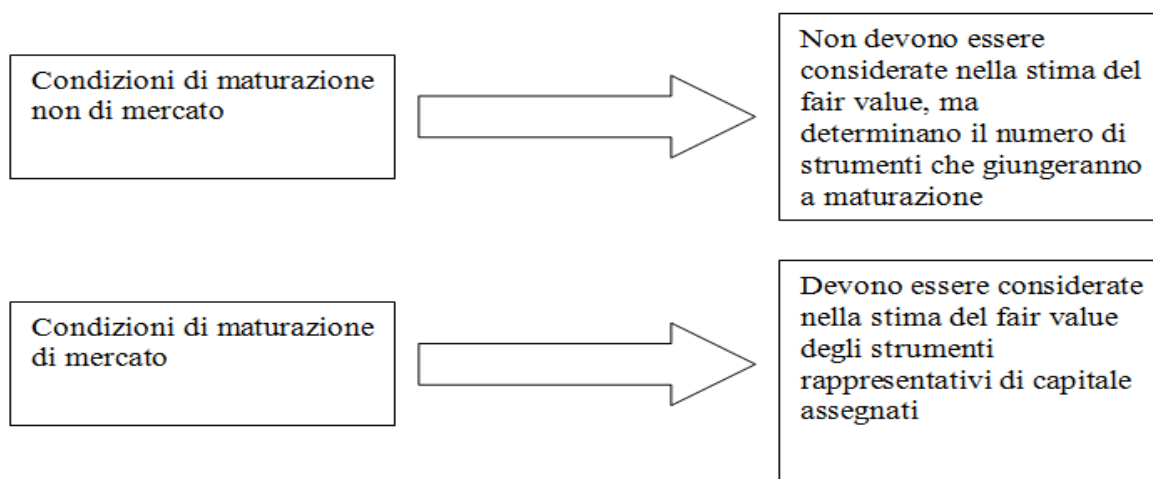 Condizioni di maturazione
non di mercato
Non devono essere
considerate nella stima del
fair value, ma
determinano il numero di
strumenti che giungeranno
a maturazione
Condizioni di maturazione
di mercato
Devono essere considerate
nella stima del fair value
degli strumenti
rappresentativi di capitale
assegnati